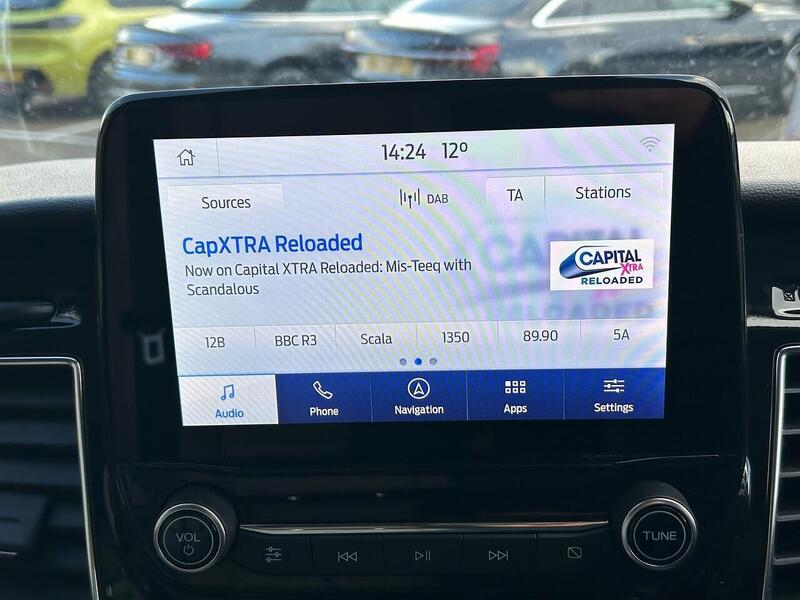 14:24 12°
Sources
DAB
TA
Stations
CapXTRA Reloaded
Now on Capital XTRA Reloaded: Mis-Teeq with
Scandalous
CAPITAL
XTRA
RELOADED
12B BBC R3 Scala 1350 89.90 5A
Audio Phone Navigation Apps Settings
VOL
TUNE